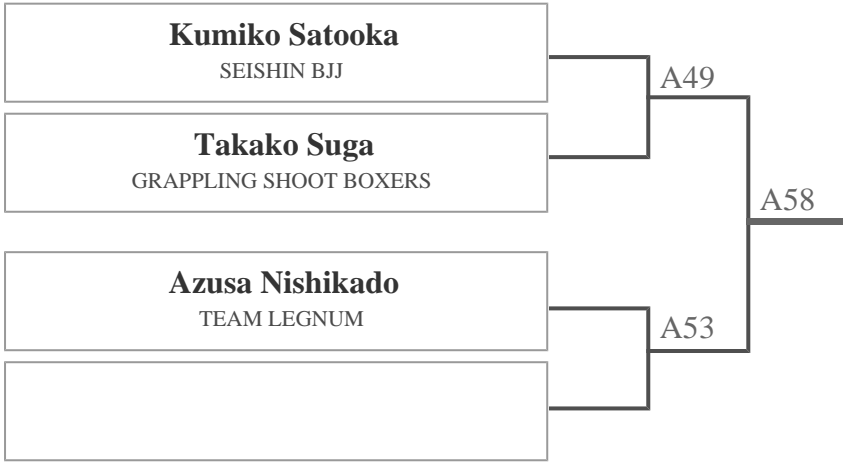 Kumiko Satooka
SEISHIN BJJ
A49
Takako Suga
GRAPPLING SHOOT BOXERS
A58
Azusa Nishikado
TEAM LEGNUM
A53